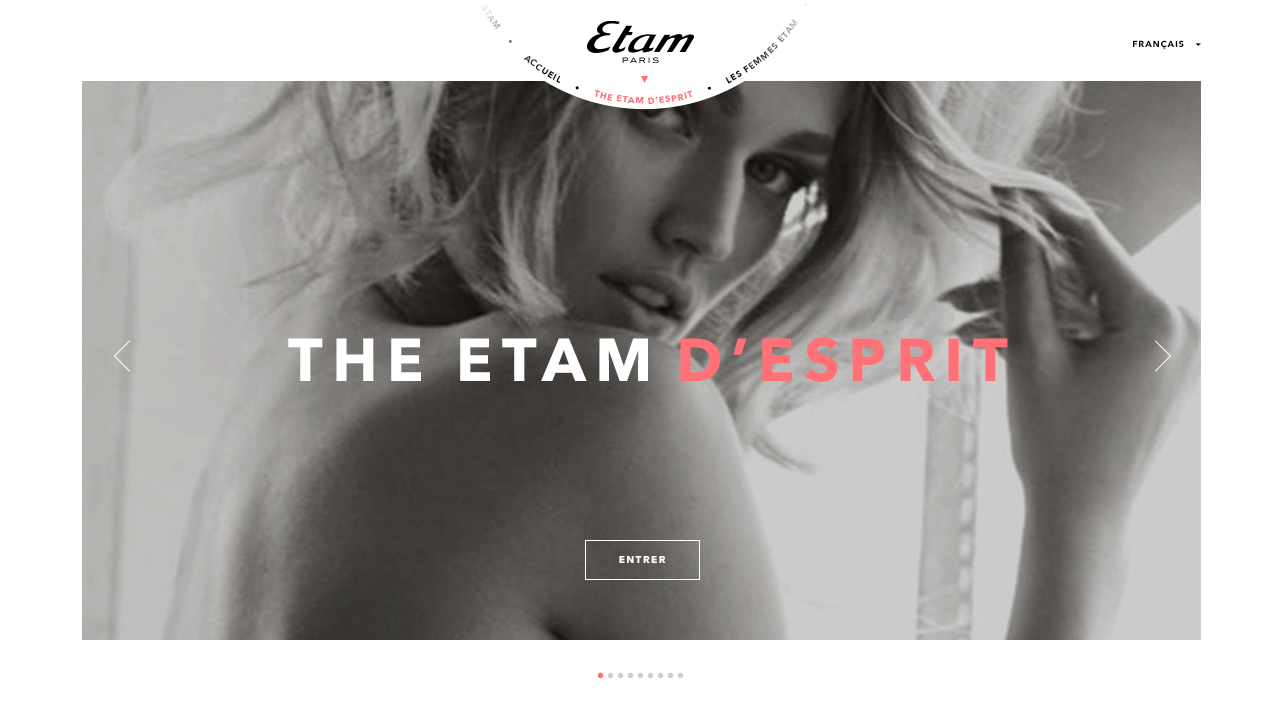 ETAM
ACCUEIL
THE ETAM D'ESPRIT
LES FEMMES ETAM
Etam
PARIS
FRANÇAIS
THE ETAM D'ESPRIT
ENTRER